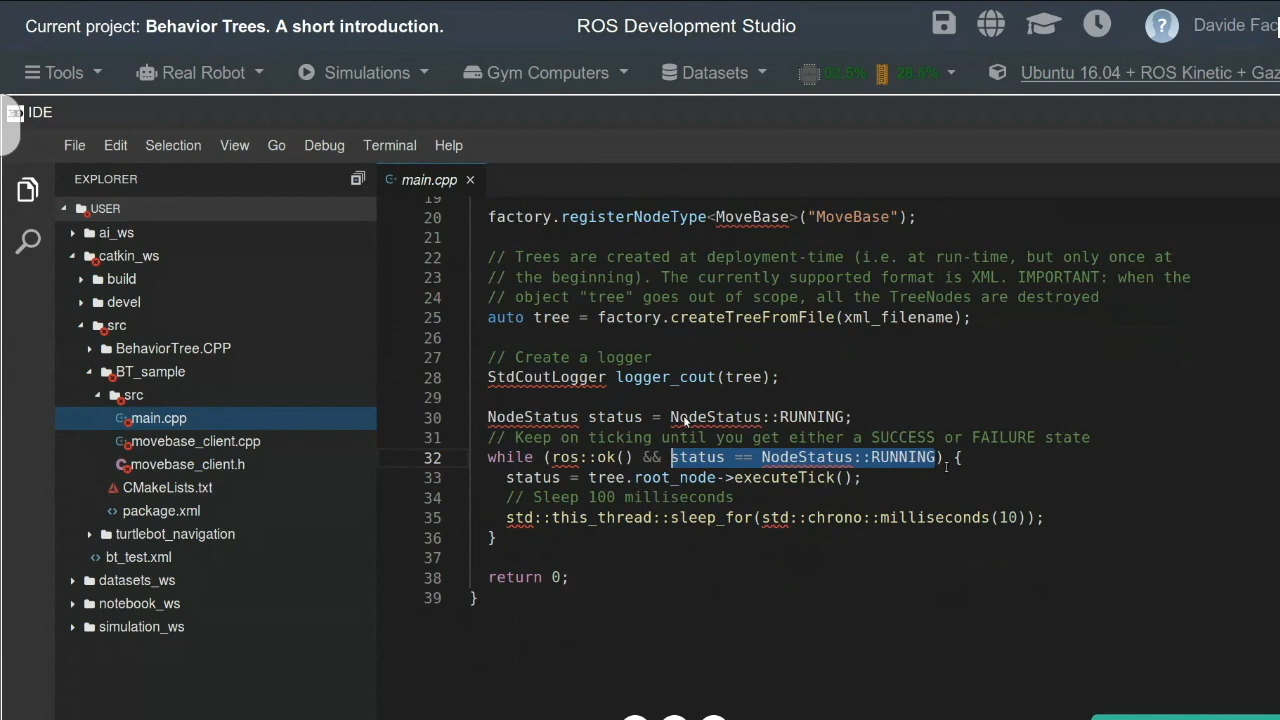 Current project: Behavior Trees. A short introduction.
ROS Development Studio
? Davide Fac
Tools
Real Robot
Simulations
Gym Computers
Datasets
Ubuntu 16.04 + ROS Kinetic + Gaz
IDE
File Edit Selection View Go Debug Terminal Help
EXPLORER
USER
ai_ws
catkin_ws
build
devel
src
BehaviorTree.CPP
BT_sample
src
main.cpp
movebase_client.cpp
movebase_client.h
CMakeLists.txt
package.xml
turtlebot_navigation
bt_test.xml
datasets_ws
notebook_ws
simulation_ws
main.cpp ×
19
20 factory.registerNodeType<MoveBase>("MoveBase");
21
22 // Trees are created at deployment-time (i.e. at run-time, but only once at
23 // the beginning). The currently supported format is XML. IMPORTANT: when the
24 // object "tree" goes out of scope, all the TreeNodes are destroyed
25 auto tree = factory.createTreeFromFile(xml_filename);
26
27 // Create a logger
28 StdCoutLogger logger_cout(tree);
29
30 NodeStatus status = NodeStatus::RUNNING;
31 // Keep on ticking until you get either a SUCCESS or FAILURE state
32 while (ros::ok() && status == NodeStatus::RUNNING) {
33 status = tree.root_node->executeTick();
34 // Sleep 100 milliseconds
35 std::this_thread::sleep_for(std::chrono::milliseconds(10));
36 }
37
38 return 0;
39 }